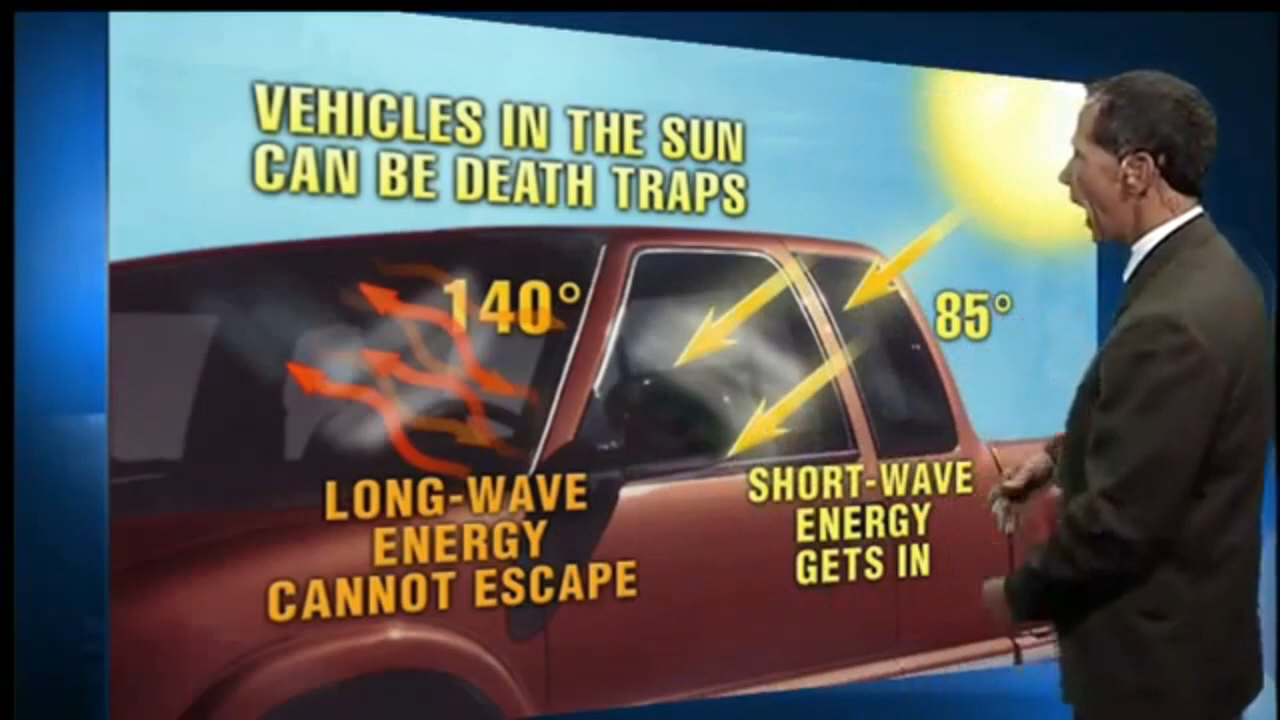 VEHICLES IN THE SUN
CAN BE DEATH TRAPS
140°
85°
LONG-WAVE
ENERGY
CANNOT ESCAPE
SHORT-WAVE
ENERGY
GETS IN